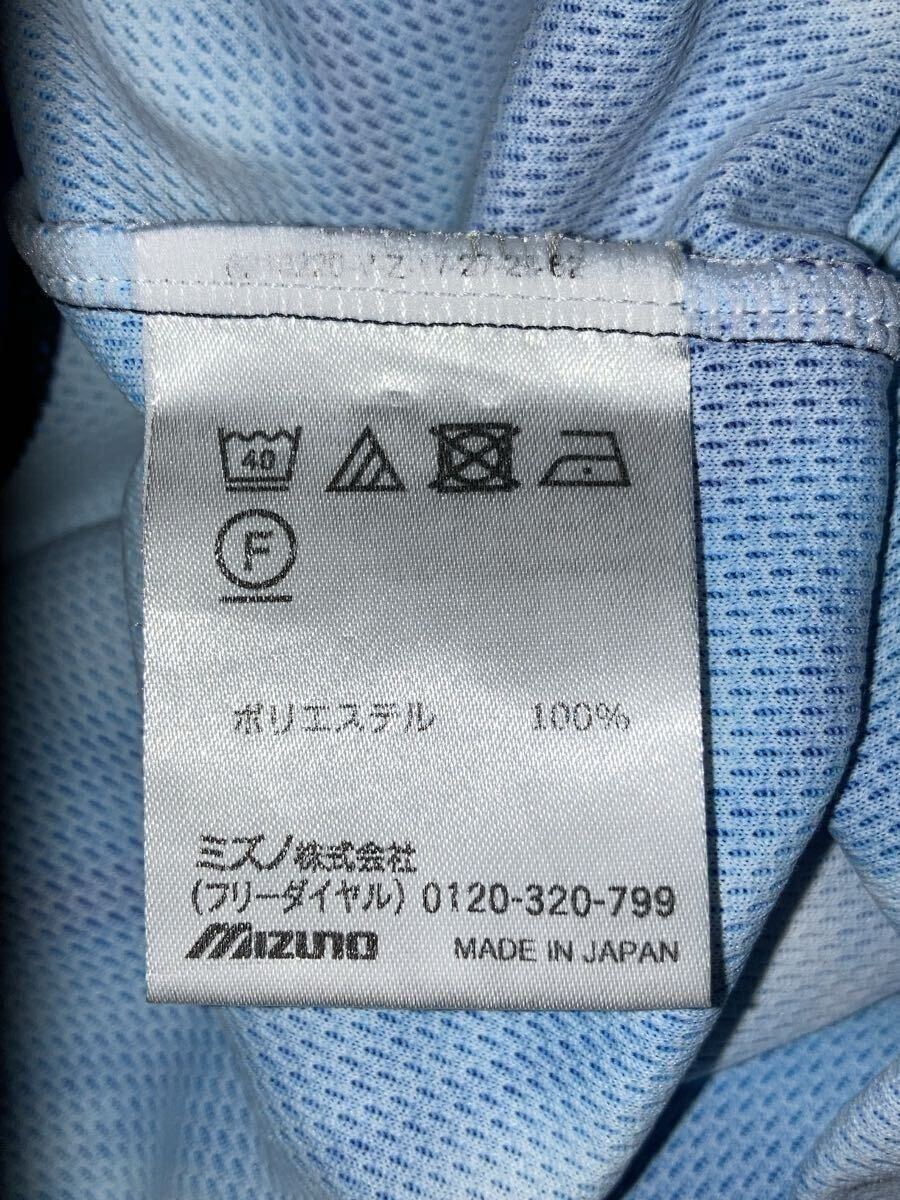 40
F
ポリエステル 100%
ミズノ株式会社
(フリーダイヤル) 0120-320-799
MIZUNO MADE IN JAPAN